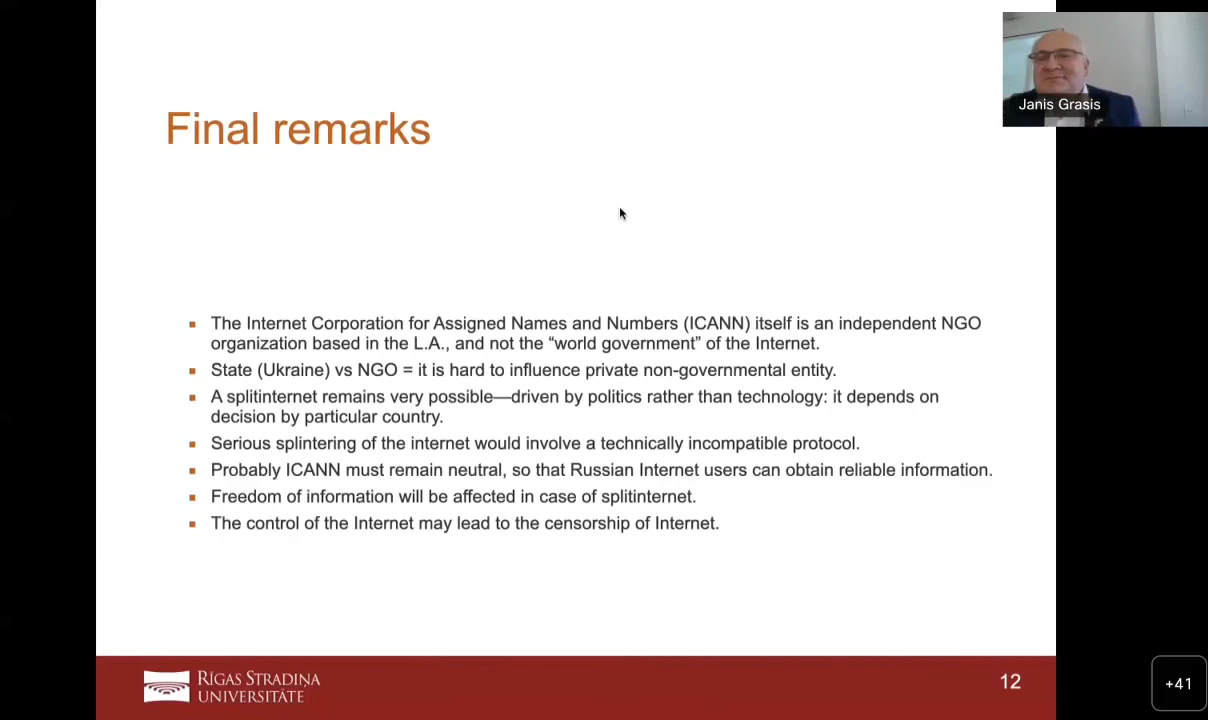 Janis Grasis
Final remarks
The Internet Corporation for Assigned Names and Numbers (ICANN) itself is an independent NGO
organization based in the L.A., and not the “world government” of the Internet.
State (Ukraine) vs NGO = it is hard to influence private non-governmental entity.
A splitinternet remains very possible—driven by politics rather than technology: it depends on
decision by particular country.
Serious splintering of the internet would involve a technically incompatible protocol.
Probably ICANN must remain neutral, so that Russian Internet users can obtain reliable information.
Freedom of information will be affected in case of splitinternet.
The control of the Internet may lead to the censorship of Internet.
RĪGAS STRADIŅA
UNIVERSITĀTE
12
+41